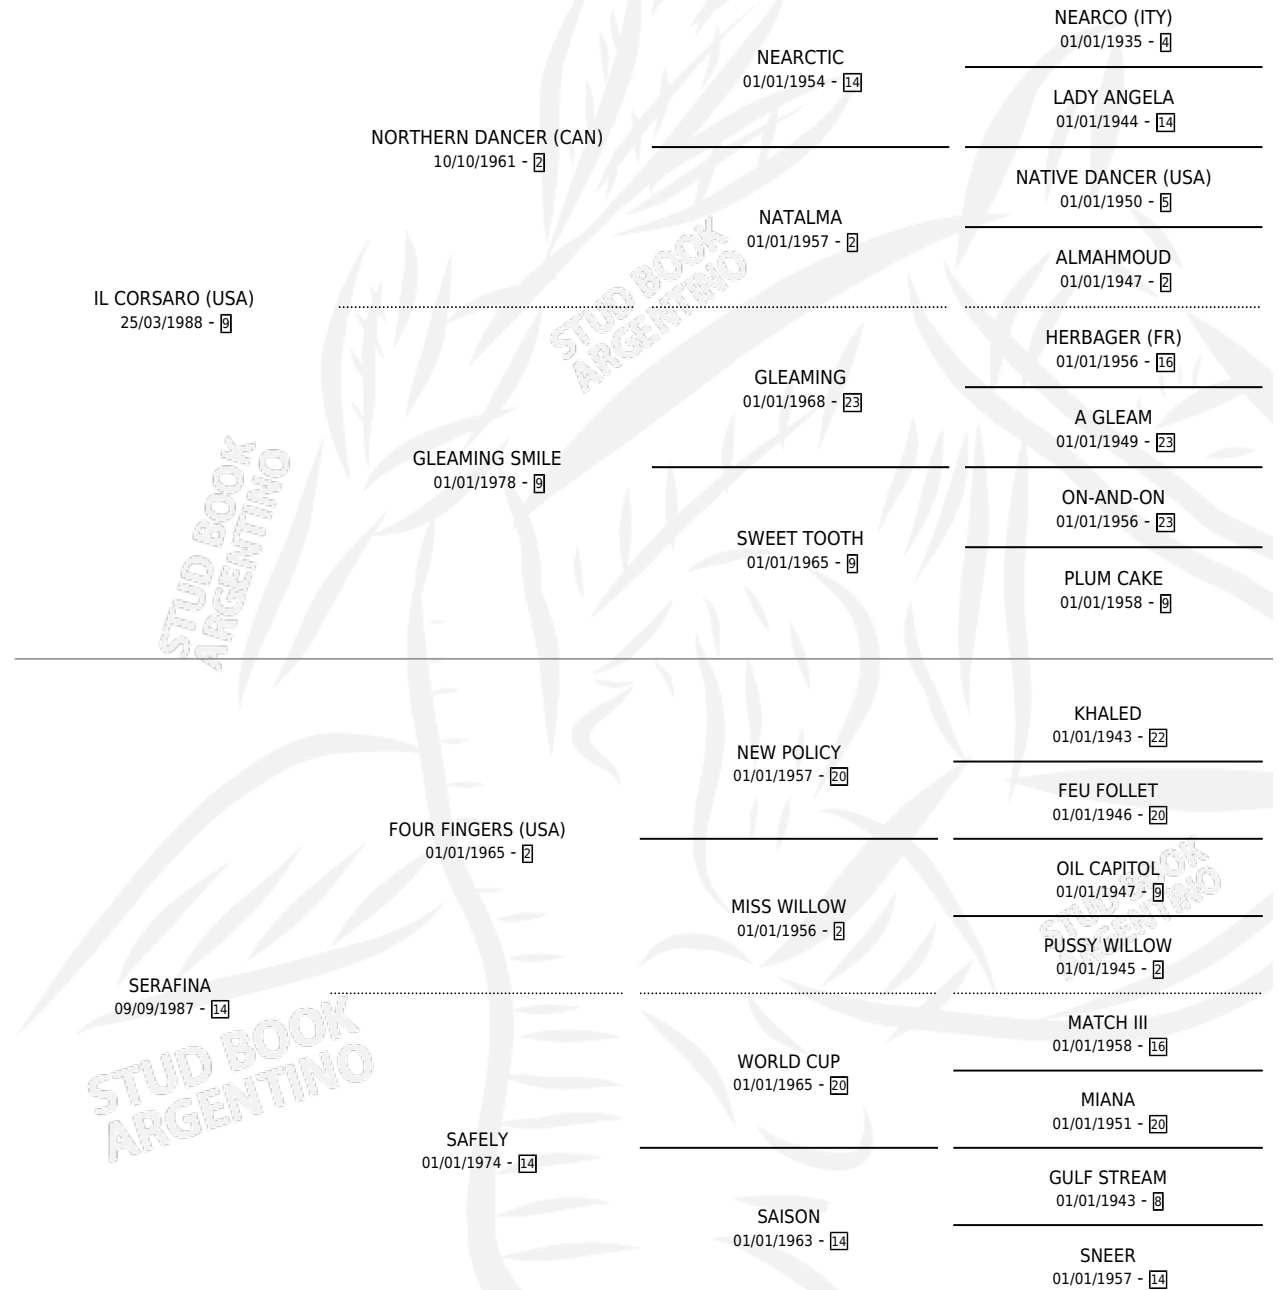 NEARCO (ITY)
01/01/1935 - 4
NEARCTIC
01/01/1954 - 14
LADY ANGELA
01/01/1944 - 14
NORTHERN DANCER (CAN)
10/10/1961 - 2
NATIVE DANCER (USA)
01/01/1950 - 5
NATALMA
01/01/1957 - 2
ALMAHMOUD
01/01/1947 - 2
IL CORSARO (USA)
25/03/1988 - 9
STUD BOOK
ARGENTINO
HERBAGER (FR)
01/01/1956 - 16
GLEAMING
01/01/1968 - 23
A GLEAM
01/01/1949 - 23
GLEAMING SMILE
01/01/1978 - 9
ON-AND-ON
01/01/1956 - 23
SWEET TOOTH
01/01/1965 - 9
PLUM CAKE
01/01/1958 - 9
STUD BOOK
ARGENTINO
KHALED
01/01/1943 - 22
NEW POLICY
01/01/1957 - 20
FEU FOLLET
01/01/1946 - 20
FOUR FINGERS (USA)
01/01/1965 - 2
OIL CAPITOL
01/01/1947 - 9
MISS WILLOW
01/01/1956 - 2
STUD BOOK
ARGENTINO
PUSSY WILLOW
01/01/1945 - 2
SERAFINA
09/09/1987 - 14
MATCH III
01/01/1958 - 16
WORLD CUP
01/01/1965 - 20
MIANA
01/01/1951 - 20
STUD BOOK
ARGENTINO
SAFELY
01/01/1974 - 14
GULF STREAM
01/01/1943 - 8
SAISON
01/01/1963 - 14
SNEER
01/01/1957 - 14